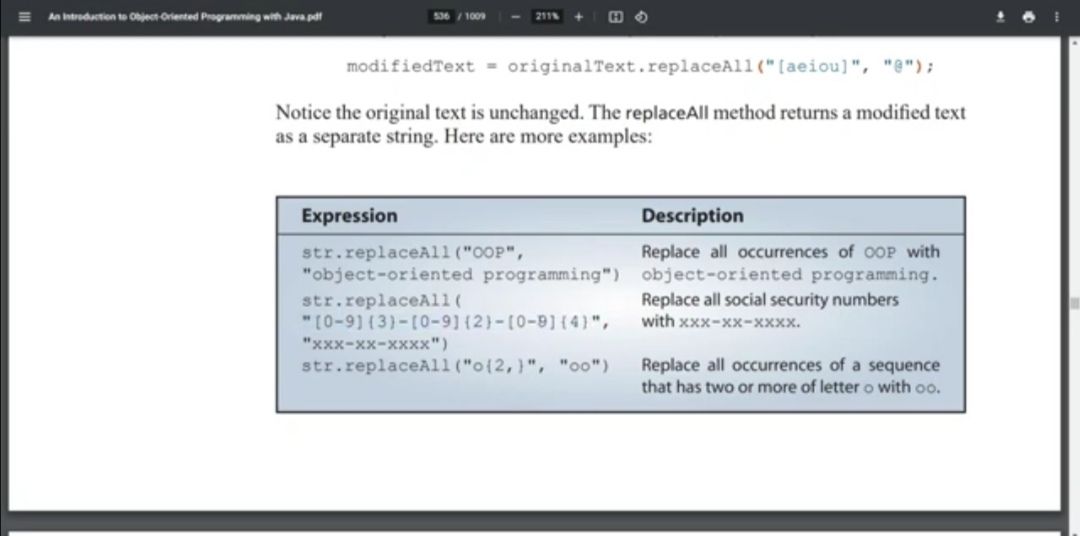 An Introduction to Object-Oriented Programming with Java.pdf
536 / 1009
211%
modifiedText = originalText.replaceAll("[aeiou]", "@");
Notice the original text is unchanged. The replaceAll method returns a modified text
as a separate string. Here are more examples:
Expression Description
str.replaceAll("OOP", Replace all occurrences of OOP with
"object-oriented programming") object-oriented programming.
str.replaceAll( Replace all social security numbers
"[0-9]{3}-[0-9]{2}-[0-9]{4}", with xxx-xx-xxxx.
"xxx-xx-xxxx")
str.replaceAll("o{2,}", "oo") Replace all occurrences of a sequence
that has two or more of letter o with oo.